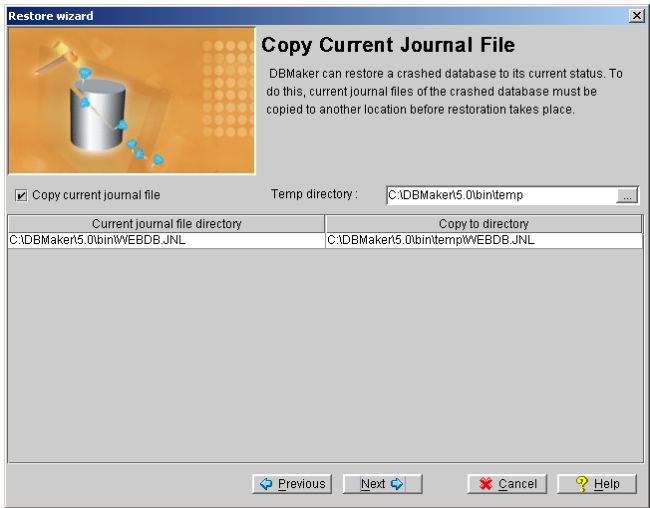 Restore wizard
Copy Current Journal File
DBMaker can restore a crashed database to its current status. To
do this, current journal files of the crashed database must be
copied to another location before restoration takes place.
Copy current journal file
Temp directory :
C:\DBMaker\5.0\bin\temp
...
Current journal file directory
Copy to directory
C:\DBMaker\5.0\bin\WEBDB.JNL
C:\DBMaker\5.0\bin\temp\WEBDB.JNL
Previous
Next
Cancel
Help